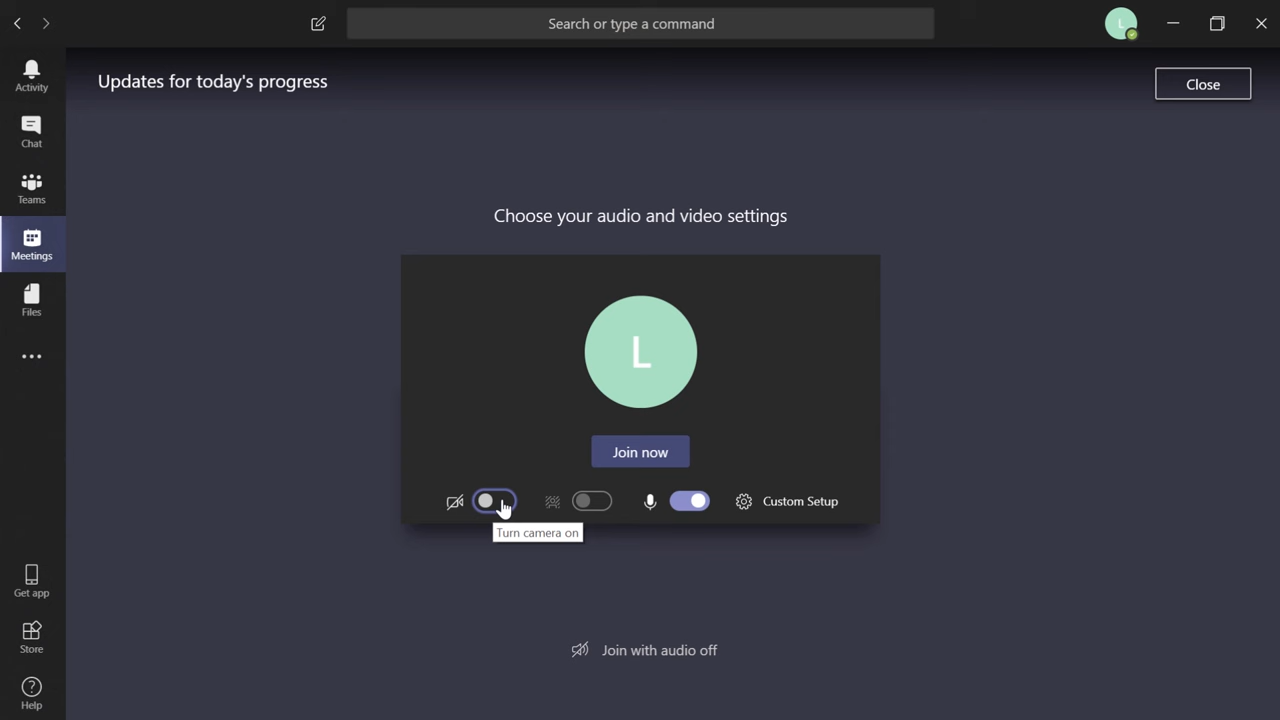 Search or type a command
L
Activity
Chat
Teams
Meetings
Files
Get app
Store
Help
Updates for today's progress
Close
Choose your audio and video settings
L
Join now
Custom Setup
Turn camera on
Join with audio off